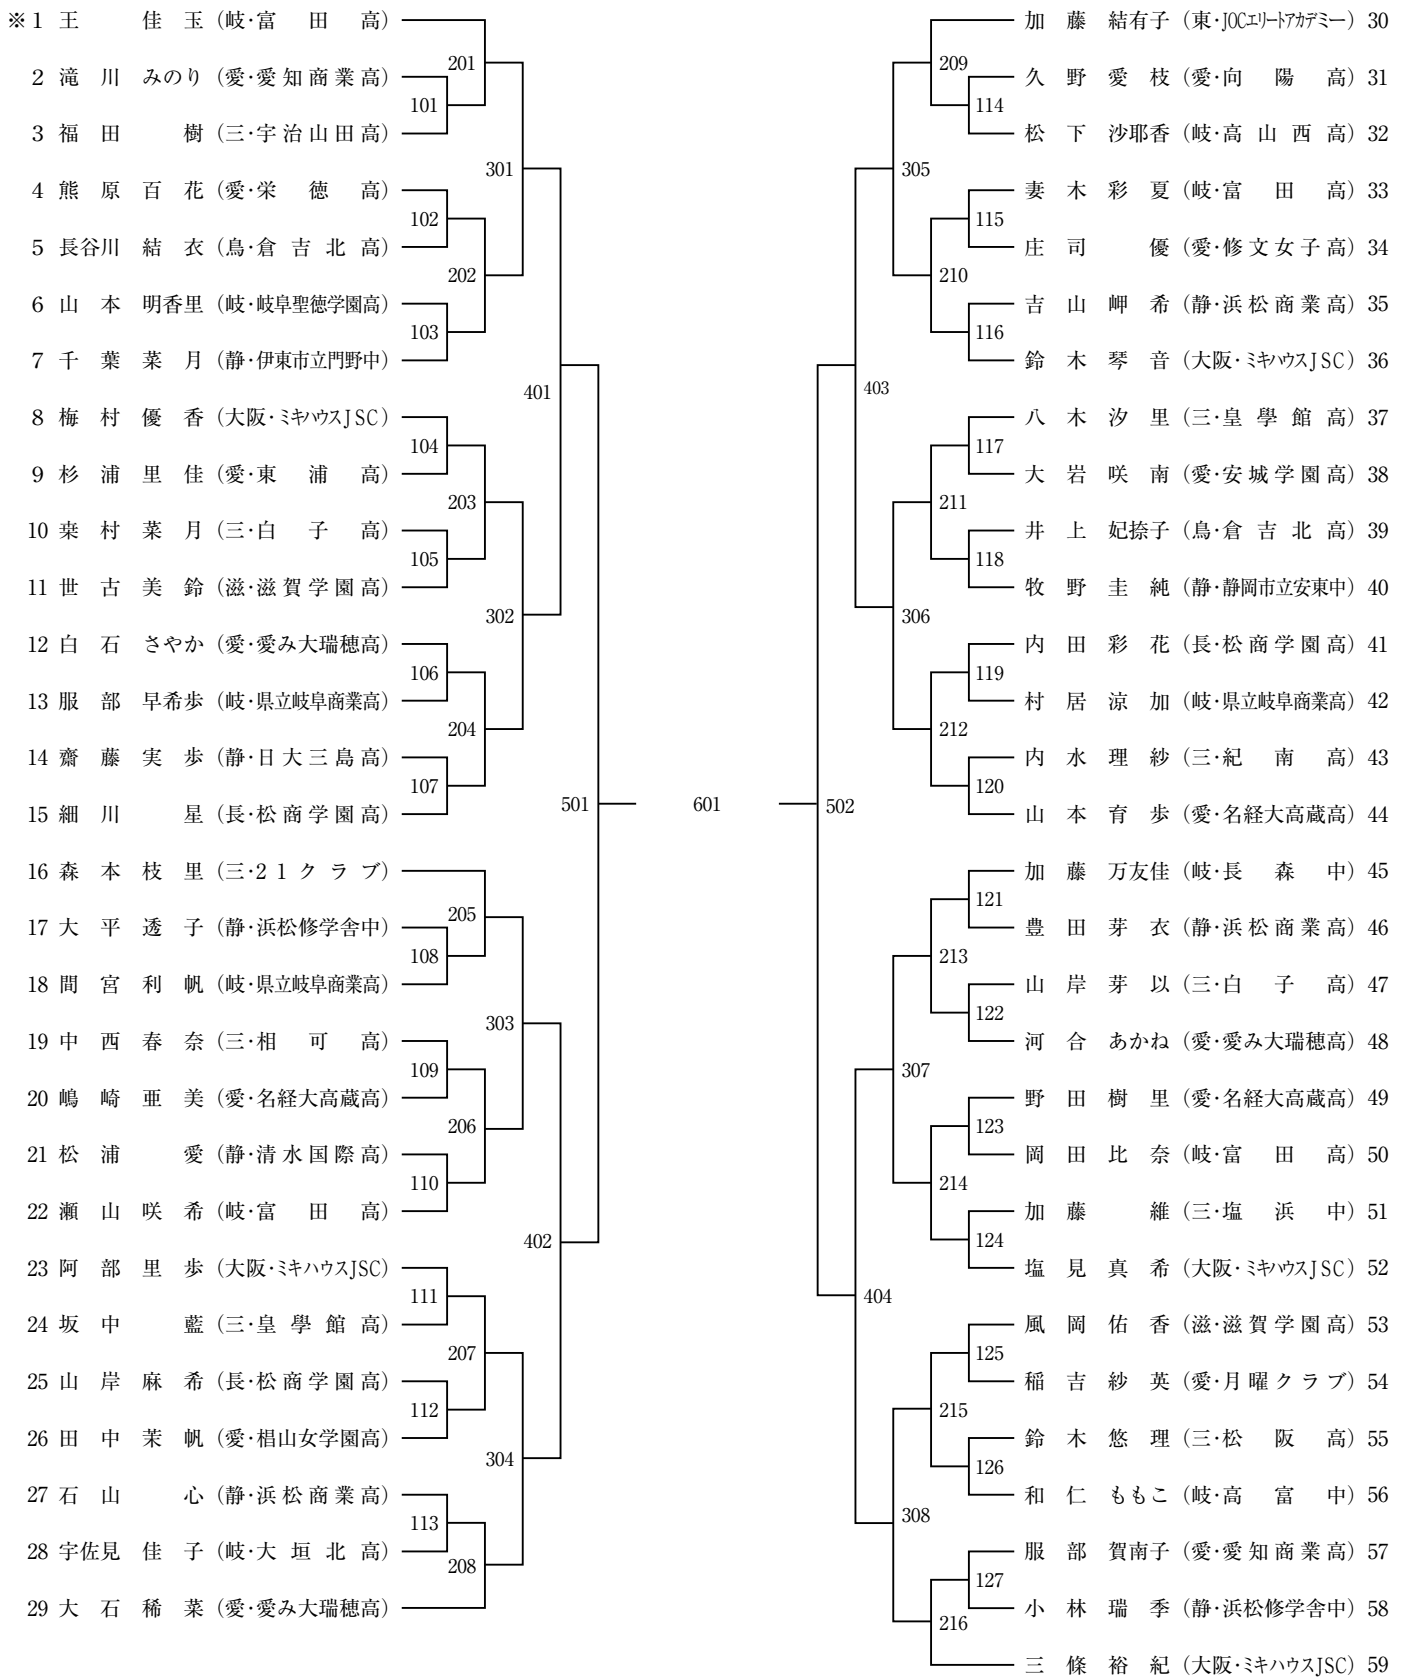 ※1 王 佳玉 (岐·富田高)
2 滝川 みのり (愛·愛知商業高)
3 福田 樹 (三·宇治山田高)
4 熊原 百花 (愛·栄徳高)
5 長谷川 結衣 (鳥·倉吉北高)
6 山本 明香里 (岐·岐阜聖徳学園高)
7 千葉 菜月 (静·伊東市立門野中)
8 梅村 優香 (大阪·ミキハウスJSC)
9 杉浦 里佳 (愛·東浦高)
10 桒村 菜月 (三·白子高)
11 世古 美鈴 (滋·滋賀学園高)
12 白石 さやか (愛·愛み大瑞穂高)
13 服部 早希歩 (岐·県立岐阜商業高)
14 齋藤 実歩 (静·日大三島高)
15 細川 星 (長·松商学園高)
16 森本 枝里 (三·21クラブ)
17 大平 透子 (静·浜松修学舎中)
18 間宮 利帆 (岐·県立岐阜商業高)
19 中西 春奈 (三·相可高)
20 嶋崎 亜美 (愛·名経大高蔵高)
21 松浦 愛 (静·清水国際高)
22 瀬山 咲希 (岐·富田高)
23 阿部 里歩 (大阪·ミキハウスJSC)
24 坂中 藍 (三·皇學館高)
25 山岸 麻希 (長·松商学園高)
26 田中 茉帆 (愛·椙山女学園高)
27 石山 心 (静·浜松商業高)
28 宇佐見 佳子 (岐·大垣北高)
29 大石 稀菜 (愛·愛み大瑞穂高)
101
102
103
104
105
106
107
108
109
110
111
112
113
201
202
203
204
205
206
207
208
301
302
303
304
401
402
501
601
502
403
404
305
306
307
308
209
210
211
212
213
214
215
216
114
115
116
117
118
119
120
121
122
123
124
125
126
127
加藤 結有子 (東·JOCエリートアカデミー) 30
久野 愛枝 (愛·向陽高) 31
松下 沙耶香 (岐·高山西高) 32
妻木 彩夏 (岐·富田高) 33
庄司 優 (愛·修文女子高) 34
吉山 岬希 (静·浜松商業高) 35
鈴木 琴音 (大阪·ミキハウスJSC) 36
八木 汐里 (三·皇學館高) 37
大岩 咲南 (愛·安城学園高) 38
井上 妃捺子 (鳥·倉吉北高) 39
牧野 圭純 (静·静岡市立安東中) 40
内田 彩花 (長·松商学園高) 41
村居 涼加 (岐·県立岐阜商業高) 42
内水 理紗 (三·紀南高) 43
山本 育歩 (愛·名経大高蔵高) 44
加藤 万友佳 (岐·長森中) 45
豊田 芽衣 (静·浜松商業高) 46
山岸 芽以 (三·白子高) 47
河合 あかね (愛·愛み大瑞穂高) 48
野田 樹里 (愛·名経大高蔵高) 49
岡田 比奈 (岐·富田高) 50
加藤 維 (三·塩浜中) 51
塩見 真希 (大阪·ミキハウスJSC) 52
風岡 佑香 (滋·滋賀学園高) 53
稲吉 紗英 (愛·月曜クラブ) 54
鈴木 悠理 (三·松阪高) 55
和仁 ももこ (岐·高富中) 56
服部 賀南子 (愛·愛知商業高) 57
小林 瑞季 (静·浜松修学舎中) 58
三條 裕紀 (大阪·ミキハウスJSC) 59